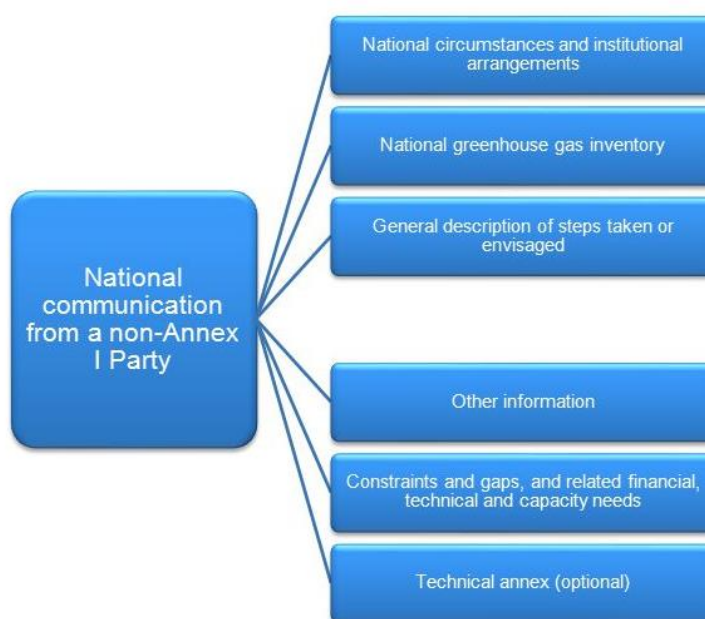 National circumstances and institutional
arrangements
National greenhouse gas inventory
General description of steps taken or
envisaged
National
communication
from a non-Annex
I Party
Other information
Constraints and gaps, and related financial,
technical and capacity needs
Technical annex (optional)